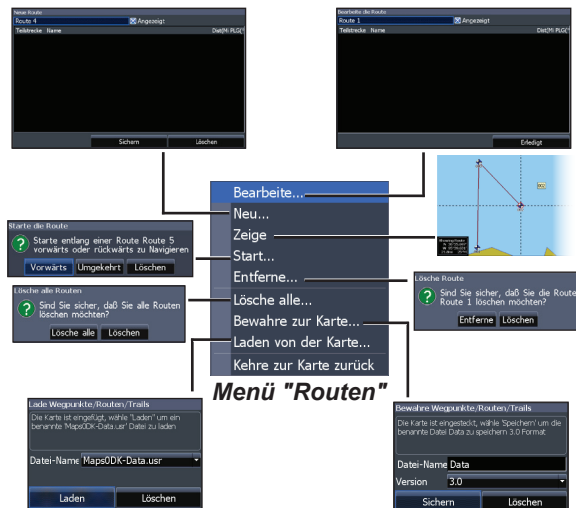 Neue Route
Route 4
Angezeigt
Teilstrecke Name Dist(Mi PLG(°
Sichern Löschen
Bearbeite die Route
Route 1
Angezeigt
Teilstrecke Name Dist(Mi PLG(°
Erledigt
Bearbeite...
Neu...
Zeige
Start...
Entferne...
Lösche alle...
Bewahre zur Karte...
Laden von der Karte...
Kehre zur Karte zurück
Menü "Routen"
Starte die Route
Starte entlang einer Route Route 5
vorwärts oder rückwärts zu Navigieren
Vorwärts Umgekehrt Löschen
Lösche alle Routen
Sind Sie sicher, daß Sie alle Routen
löschen möchten?
Lösche alle Löschen
002
Lösche Route
Sind Sie sicher, daß Sie die Route
Route 1 löschen möchten?
Entferne Löschen
Lade Wegpunkte/Routen/Trails
Die Karte ist eingefügt, wähle "Laden" um ein
benannte 'Maps0DK-Data.usr' Datei zu laden
Datei-Name Maps0DK-Data.usr
Laden Löschen
Bewahre Wegpunkte/Routen/Trails
Die Karte ist eingesteckt, wähle 'Speichern' um die
benannte Datei Data zu speichern 3.0 Format
Datei-Name Data
Version 3.0
Sichern Löschen